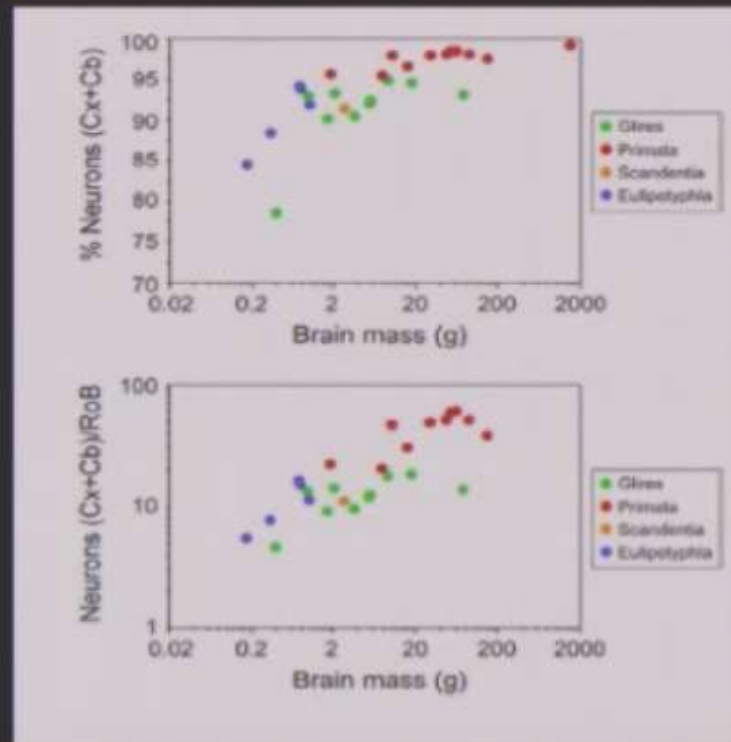 % Neurons (Cx+Cb)
100
95
90
85
80
75
70
0.02 0.2 2 20 200 2000
Brain mass (g)
Glires
Primata
Scandentia
Eulipotyphla
Neurons (Cx+Cb)/RoB
100
10
1
0.02 0.2 2 20 200 2000
Brain mass (g)
Glires
Primata
Scandentia
Eulipotyphla